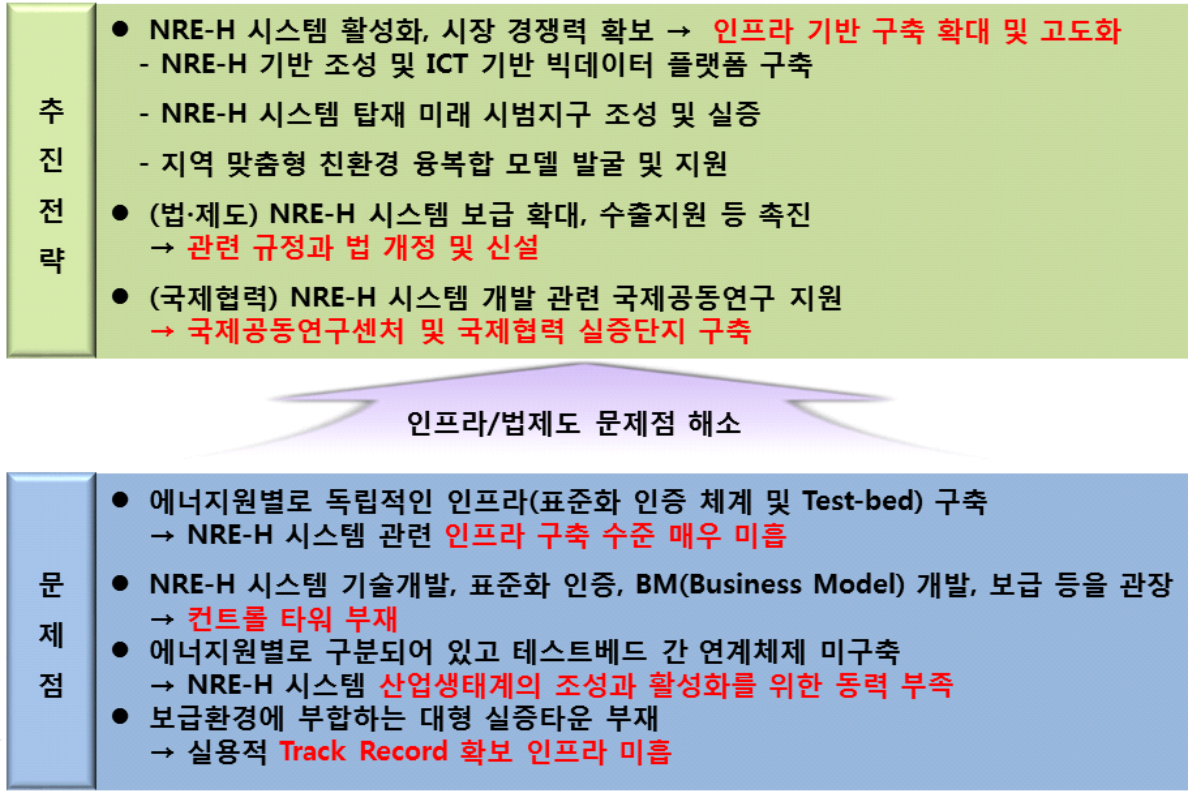 추진전략
● NRE-H 시스템 활성화, 시장 경쟁력 확보 → 인프라 기반 구축 확대 및 고도화
- NRE-H 기반 조성 및 ICT 기반 빅데이터 플랫폼 구축
- NRE-H 시스템 탑재 미래 시범지구 조성 및 실증
- 지역 맞춤형 친환경 융복합 모델 발굴 및 지원
● (법·제도) NRE-H 시스템 보급 확대, 수출지원 등 촉진
→ 관련 규정과 법 개정 및 신설
● (국제협력) NRE-H 시스템 개발 관련 국제공동연구 지원
→ 국제공동연구센처 및 국제협력 실증단지 구축
인프라/법제도 문제점 해소
문제점
● 에너지원별로 독립적인 인프라(표준화 인증 체계 및 Test-bed) 구축
→ NRE-H 시스템 관련 인프라 구축 수준 매우 미흡
● NRE-H 시스템 기술개발, 표준화 인증, BM(Business Model) 개발, 보급 등을 관장
→ 컨트롤 타워 부재
● 에너지원별로 구분되어 있고 테스트베드 간 연계체제 미구축
→ NRE-H 시스템 산업생태계의 조성과 활성화를 위한 동력 부족
● 보급환경에 부합하는 대형 실증타운 부재
→ 실용적 Track Record 확보 인프라 미흡